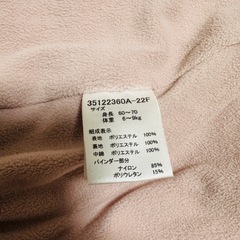 35122360A-22F
サイズ
身長 60~70
体重 6~9kg
組成表示
表地 ポリエステル 100%
裏地 ポリエステル 100%
中綿 ポリエステル 100%
バインダー部分
ナイロン 85%
ポリウレタン 15%